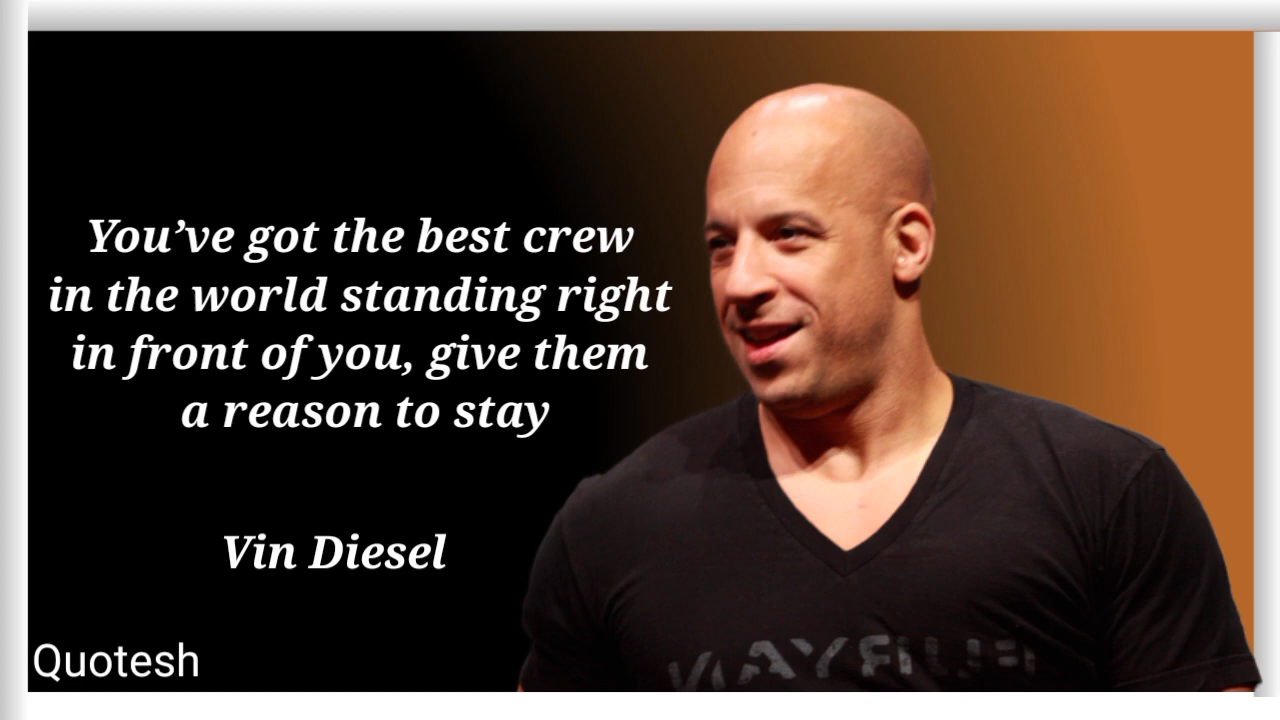 You’ve got the best crew
in the world standing right
in front of you, give them
a reason to stay
Vin Diesel
Quotesh